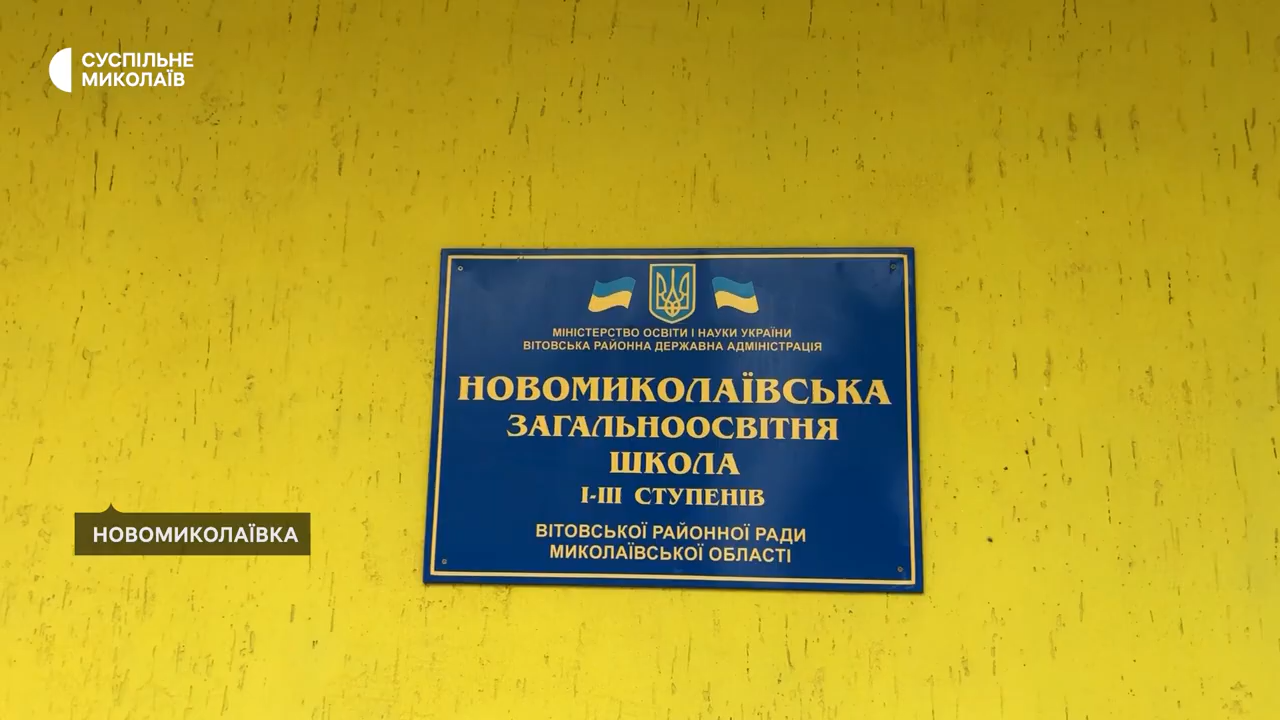 СУСПІЛЬНЕ
МИКОЛАЇВ
МІНІСТЕРСТВО ОСВІТИ І НАУКИ УКРАЇНИ
ВІТОВСЬКА РАЙОННА ДЕРЖАВНА АДМІНІСТРАЦІЯ
НОВОМИКОЛАЇВСЬКА
ЗАГАЛЬНООСВІТНЯ
ШКОЛА
І-ІІІ СТУПЕНІВ
ВІТОВСЬКОЇ РАЙОННОЇ РАДИ
МИКОЛАЇВСЬКОЇ ОБЛАСТІ
НОВОМИКОЛАЇВКА